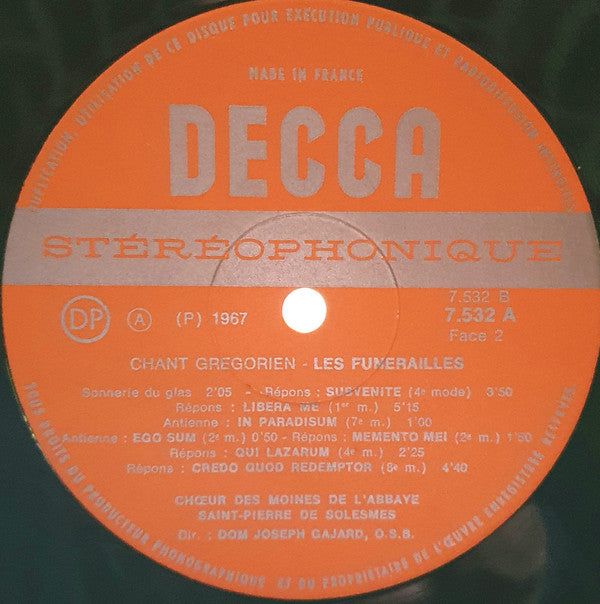 DUPLICATION, UTILISATION DE CE DISQUE POUR EXÉCUTION PUBLIQUE ET RADIODIFFUSION INTERDITES
MADE IN FRANCE
DECCA
STÉRÉOPHONIQUE
DP A (P) 1967
7.532 B
7.532 A
Face 2
CHANT GREGORIEN - LES FUNERAILLES
Sonnerie du glas 2'05 - Répons : SUBVENITE (4e mode) 3'50
Répons : LIBERA ME (1er m.) 5'15
Antienne : IN PARADISUM (7e m.) 1'00
Antienne : EGO SUM (2e m.) 0'50 - Répons : MEMENTO MEI (2e m.) 1'50
Répons : QUI LAZARUM (4e m.) 2'25
Répons : CREDO QUOD REDEMPTOR (8e m.) 4'40
CHŒUR DES MOINES DE L'ABBAYE
SAINT-PIERRE DE SOLESMES
Dir. : DOM JOSEPH GAJARD, O.S.B.
TOUS DROITS DU PRODUCTEUR PHONOGRAPHIQUE ET DU PROPRIÉTAIRE DE L'ŒUVRE ENREGISTRÉE RÉSERVÉS